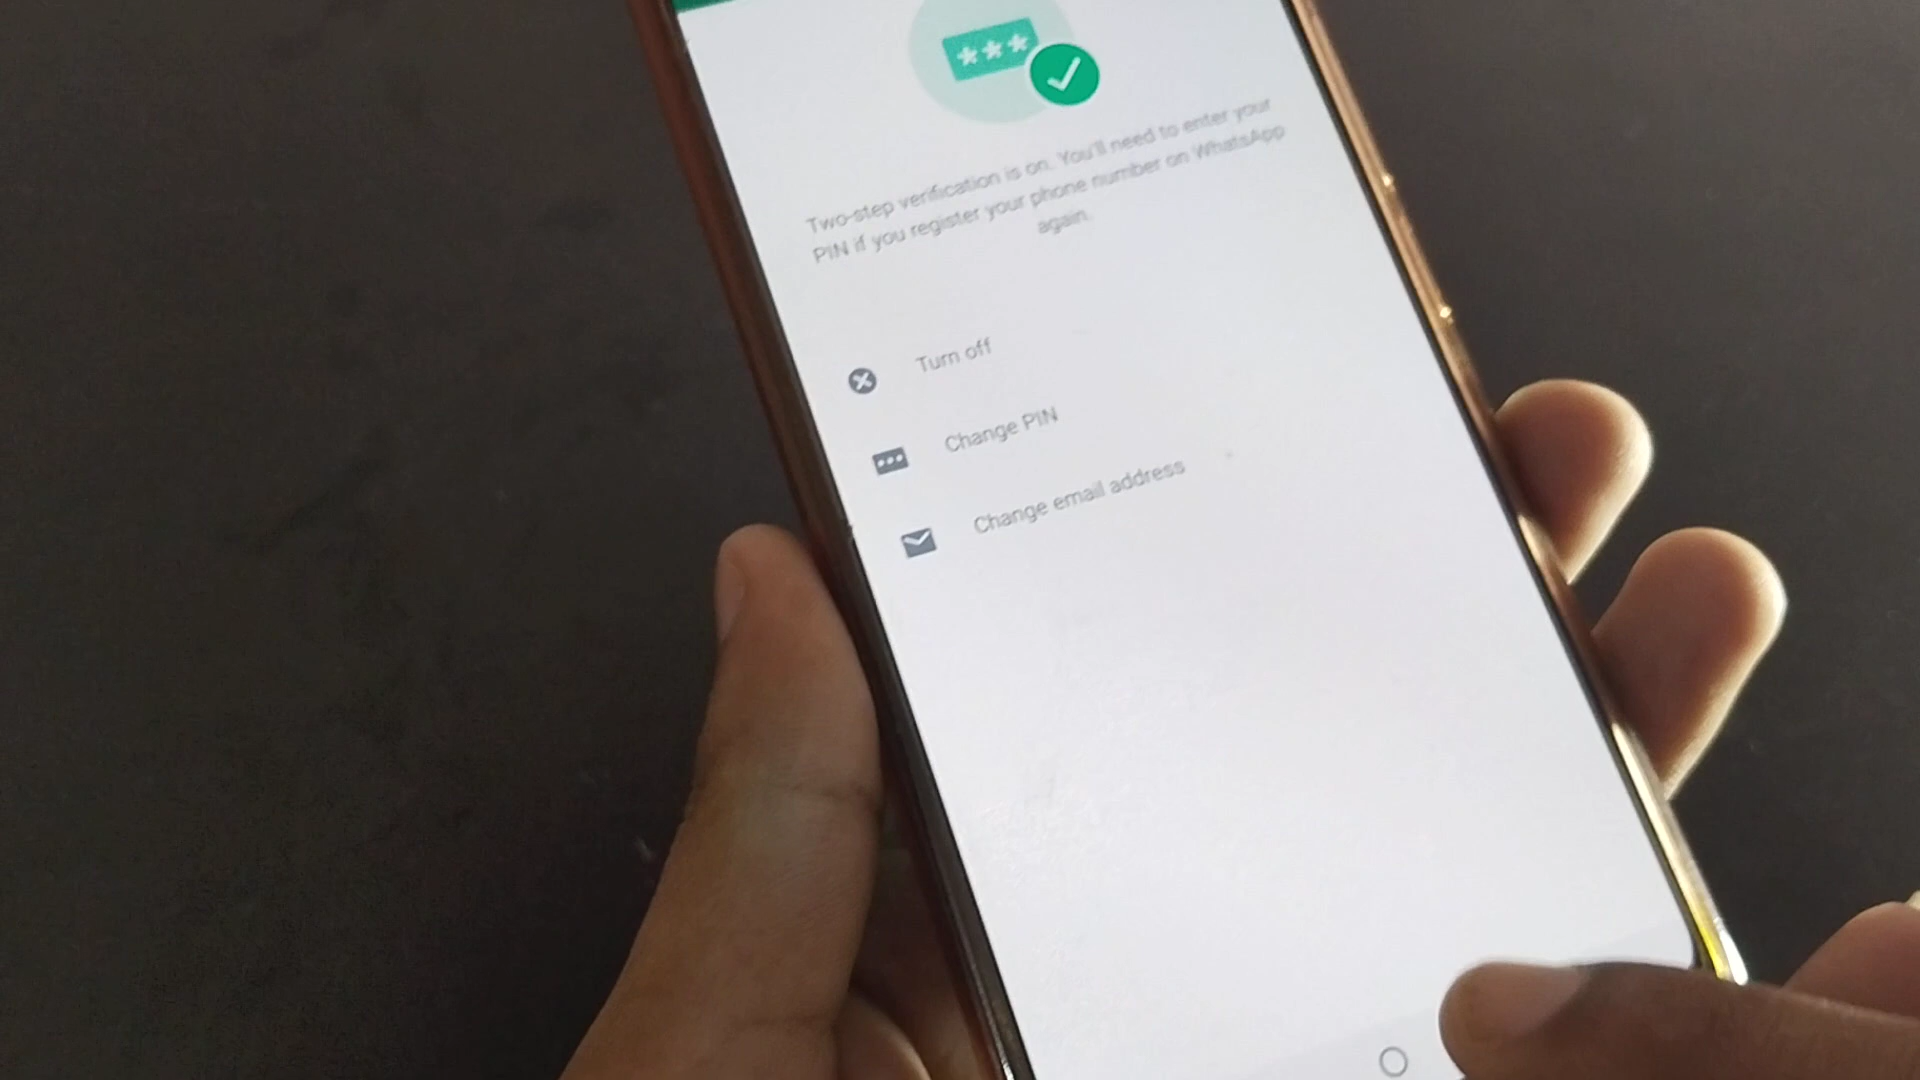 ***
Two-step verification is on. You'll need to enter your
PIN if you register your phone number on WhatsApp
again.
Turn off
Change PIN
Change email address